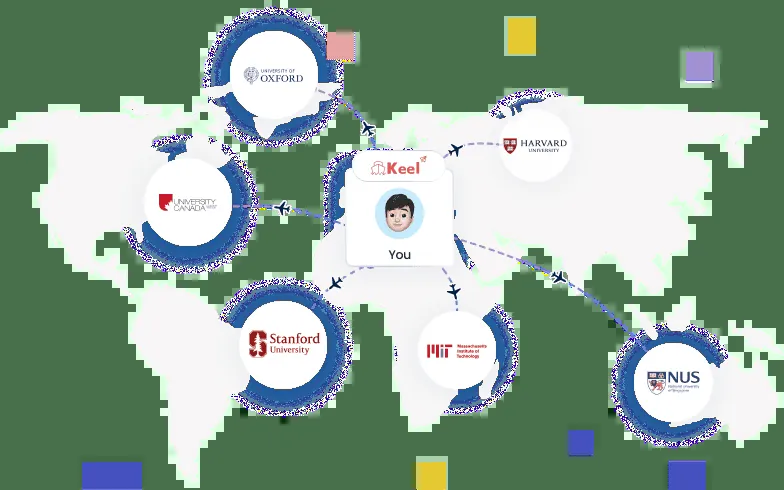 UNIVERSITY OF
OXFORD
HARVARD
UNIVERSITY
Keel
UNIVERSITY
CANADA
You
Stanford
University
MIT
Massachusetts
Institute of
Technology
NUS
National University
of Singapore